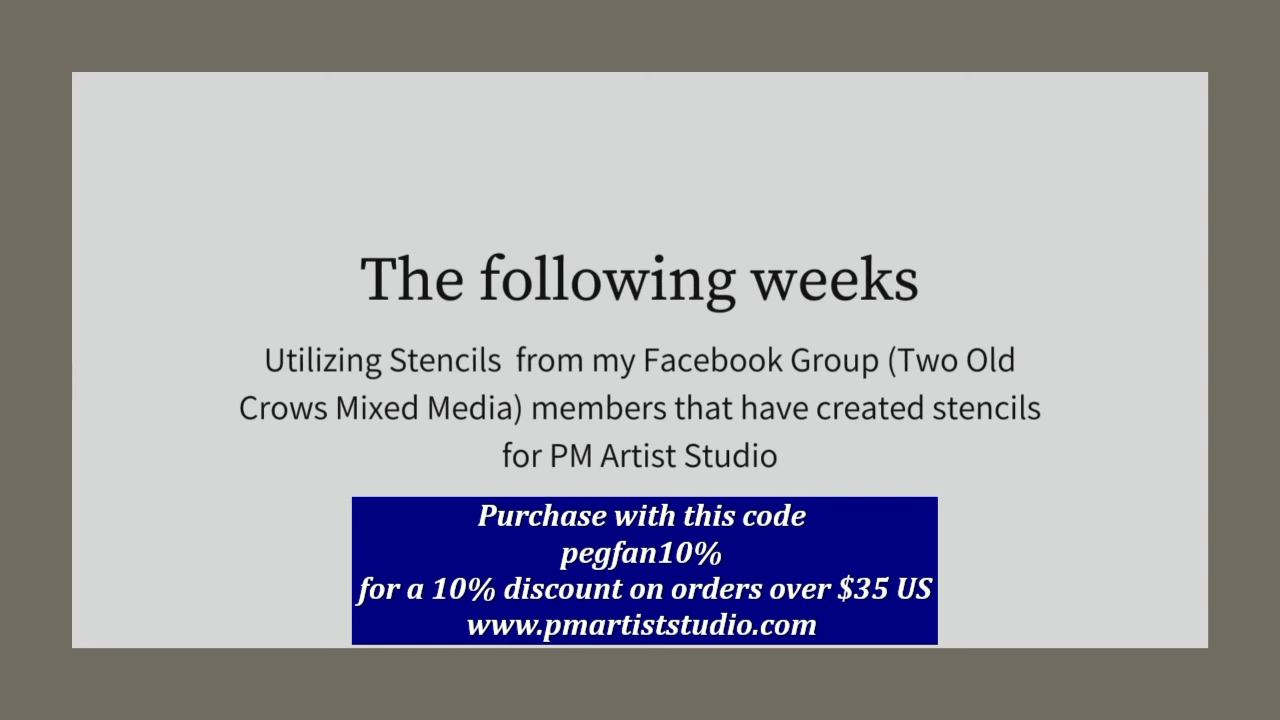 The following weeks
Utilizing Stencils  from my Facebook Group (Two Old
Crows Mixed Media) members that have created stencils
for PM Artist Studio
Purchase with this code
pegfan10%
for a 10% discount on orders over $35 US
www.pmartiststudio.com